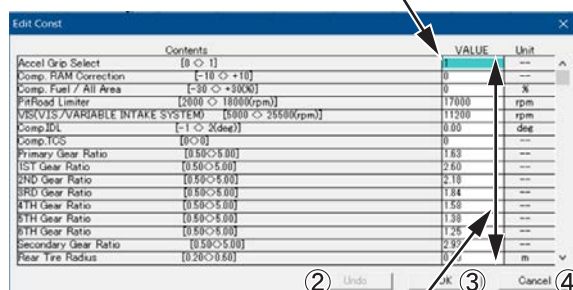 Edit Const
Contents VALUE Unit
Accel Grip Select [0 ◇ 1] 1 --
Comp. RAM Correction [-10 ◇ +10] 0 --
Comp. Fuel / All Area [-30 ◇ +300%)] 0 %
PitRoad Limiter [2000 ◇ 18000(rpm)] 17000 rpm
VIS(VIS./VARIABLE INTAKE SYSTEM) [5000 ◇ 25500(rpm)] 11200 rpm
Comp.IDL [-1 ◇ 2(deg)] 0.00 deg
Comp.TCS [0◇0] 0 --
Primary Gear Ratio [0.50◇5.00] 1.63 --
1ST Gear Ratio [0.50◇5.00] 2.60 --
2ND Gear Ratio [0.50◇5.00] 2.18 --
3RD Gear Ratio [0.50◇5.00] 1.84 --
4TH Gear Ratio [0.50◇5.00] 1.58 --
5TH Gear Ratio [0.50◇5.00] 1.38 --
6TH Gear Ratio [0.50◇5.00] 1.25 --
Secondary Gear Ratio [0.50◇5.00] --
Rear Tire Radius [0.20◇0.60] m
② Undo OK ③ Cancel ④